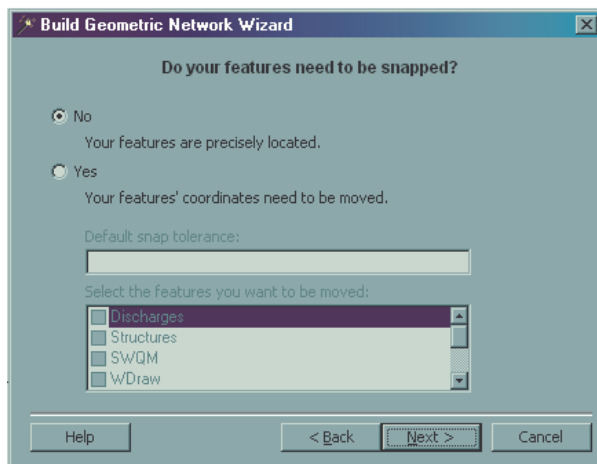 Build Geometric Network Wizard
Do your features need to be snapped?
No
Your features are precisely located.
Yes
Your features' coordinates need to be moved.
Default snap tolerance:
Select the features you want to be moved:
Discharges
Structures
SWQM
WDraw
Help
< Back
Next >
Cancel